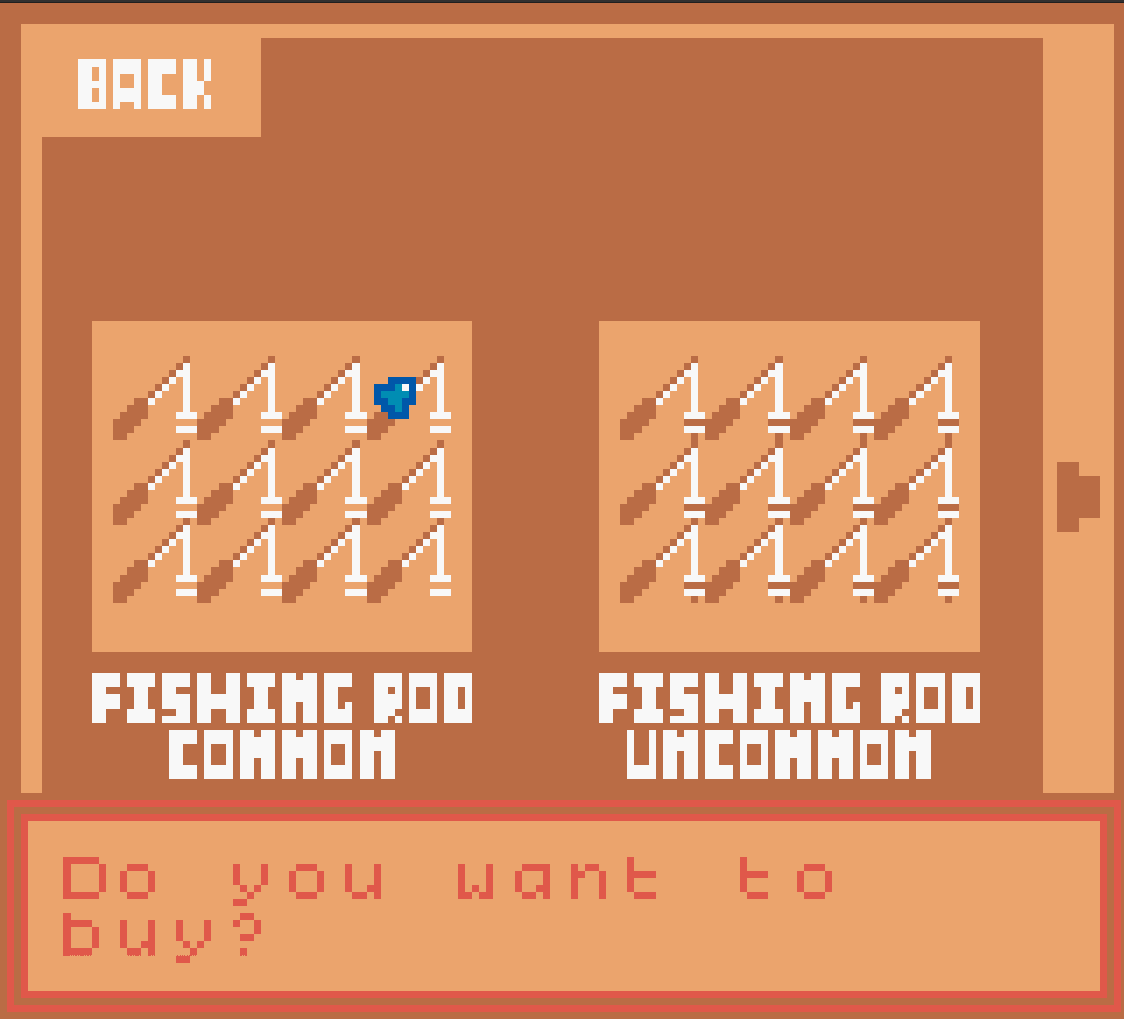 BACK
FISHING ROD
COMMON
FISHING ROD
UNCOMMON
Do you want to
buy?